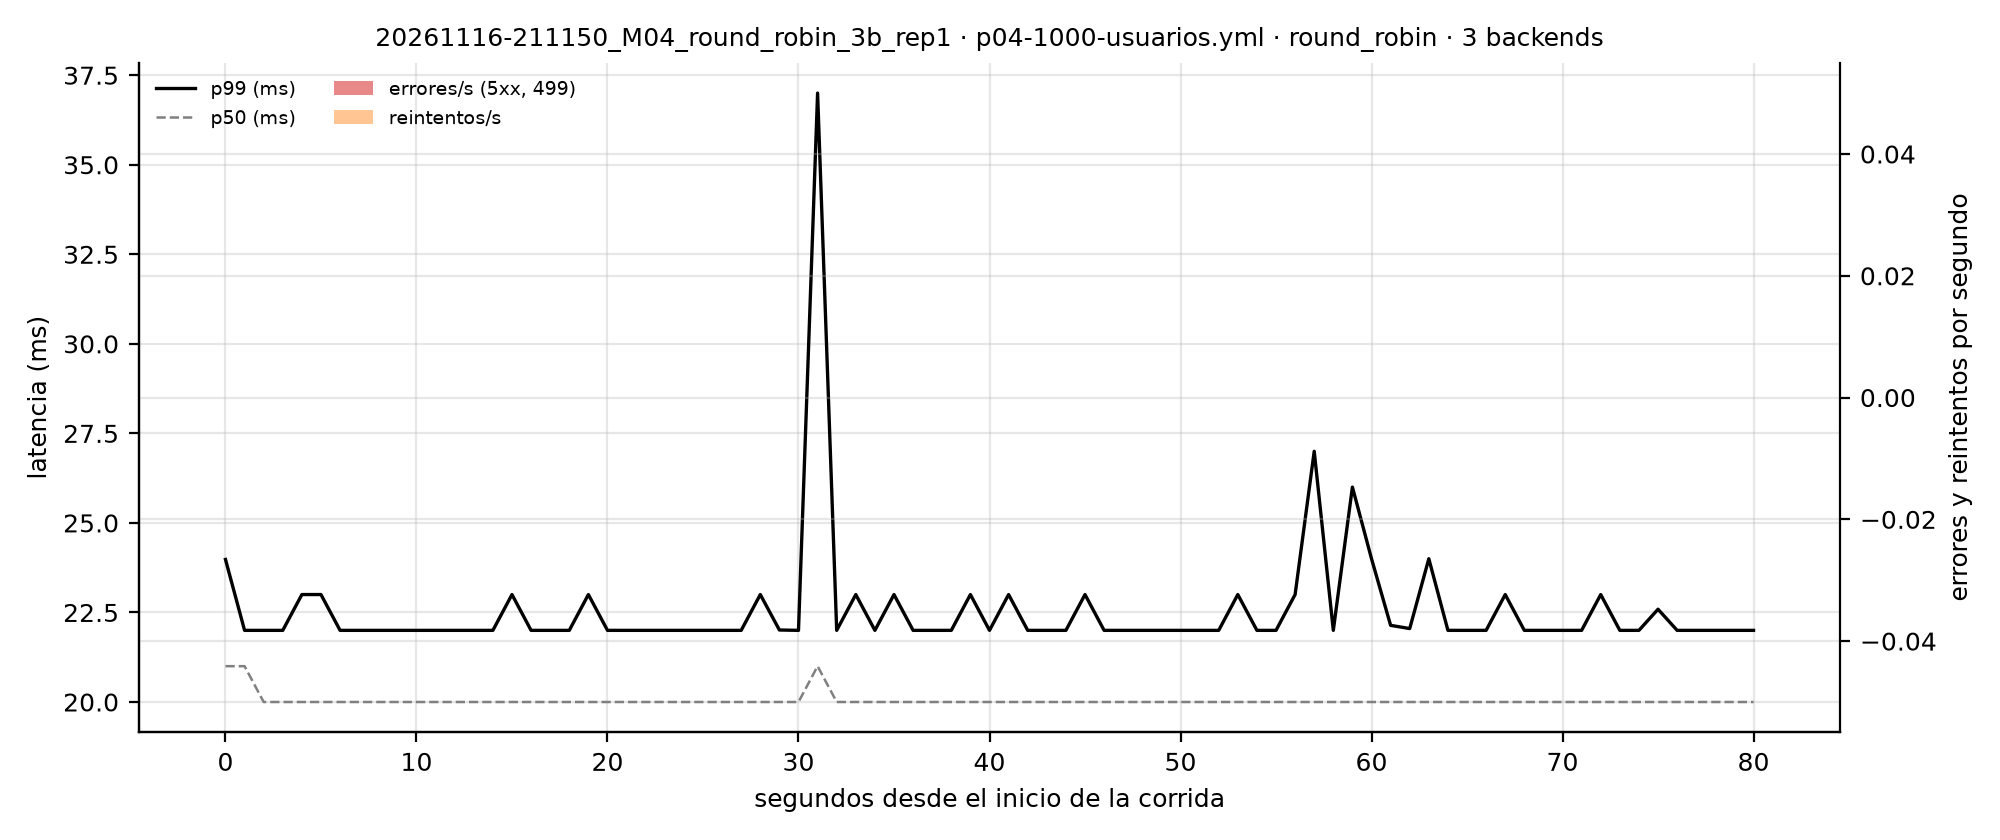 20261116-211150_M04_round_robin_3b_rep1 · p04-1000-usuarios.yml · round_robin · 3 backends
p99 (ms)
p50 (ms)
errores/s (5xx, 499)
reintentos/s
37.5
35.0
32.5
30.0
27.5
25.0
22.5
20.0
latencia (ms)
0.04
0.02
0.00
−0.02
−0.04
errores y reintentos por segundo
0 10 20 30 40 50 60 70 80
segundos desde el inicio de la corrida